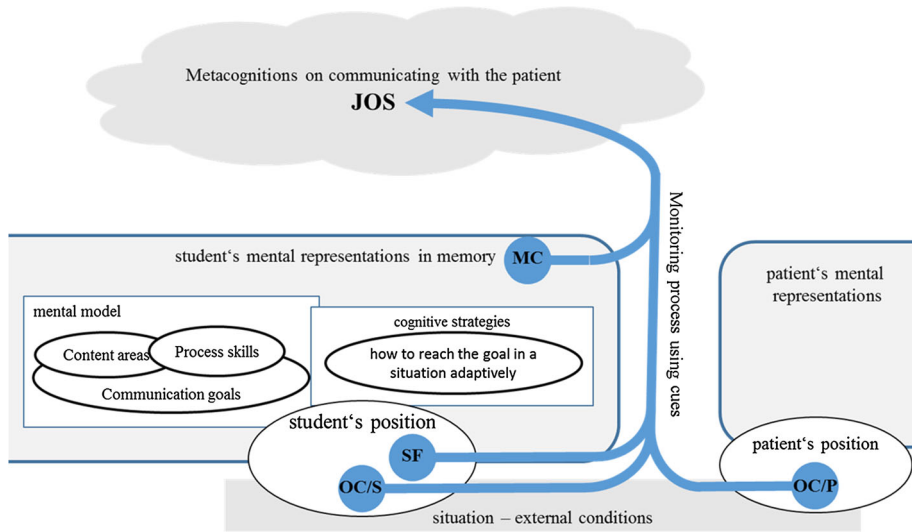 Metacognitions on communicating with the patient
JOS
Monitoring process using cues
student‘s mental representations in memory
MC
patient‘s mental
representations
mental model
Content areas
Process skills
Communication goals
cognitive strategies
how to reach the goal in a
situation adaptively
student‘s position
SF
OC/S
patient‘s position
OC/P
situation – external conditions